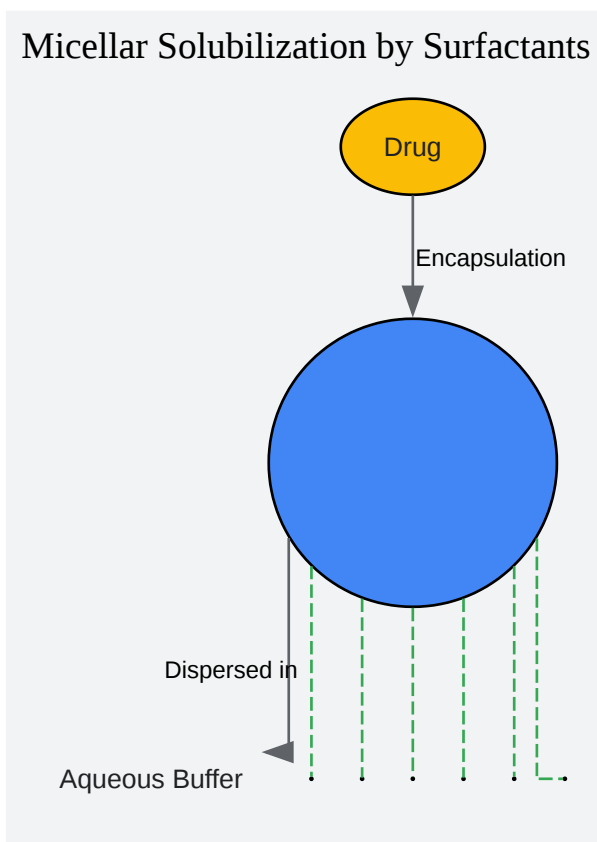 Micellar Solubilization by Surfactants
Drug
Encapsulation
Dispersed in
Aqueous Buffer